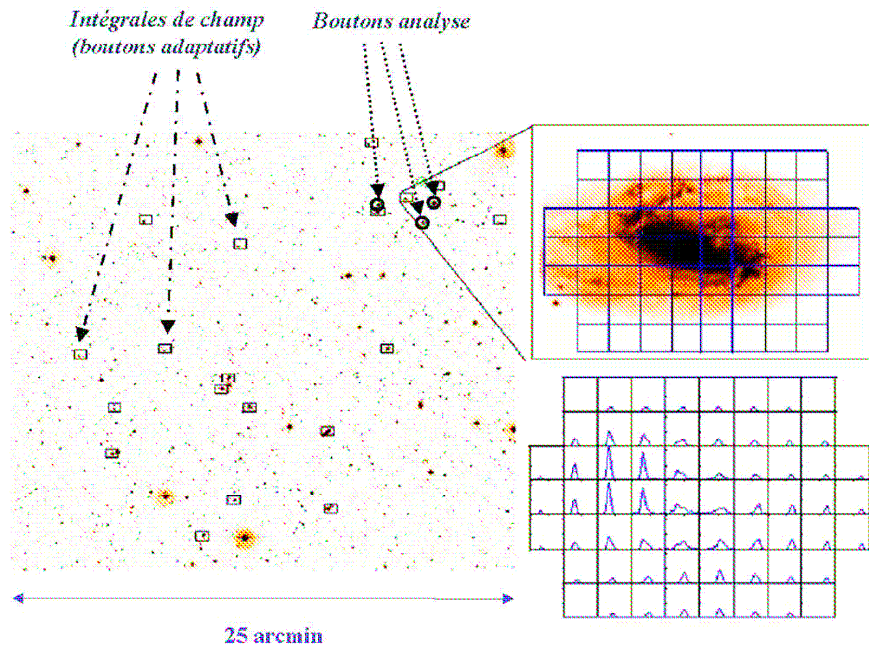 Intégrales de champ
(boutons adaptatifs)
Boutons analyse
25 arcmin